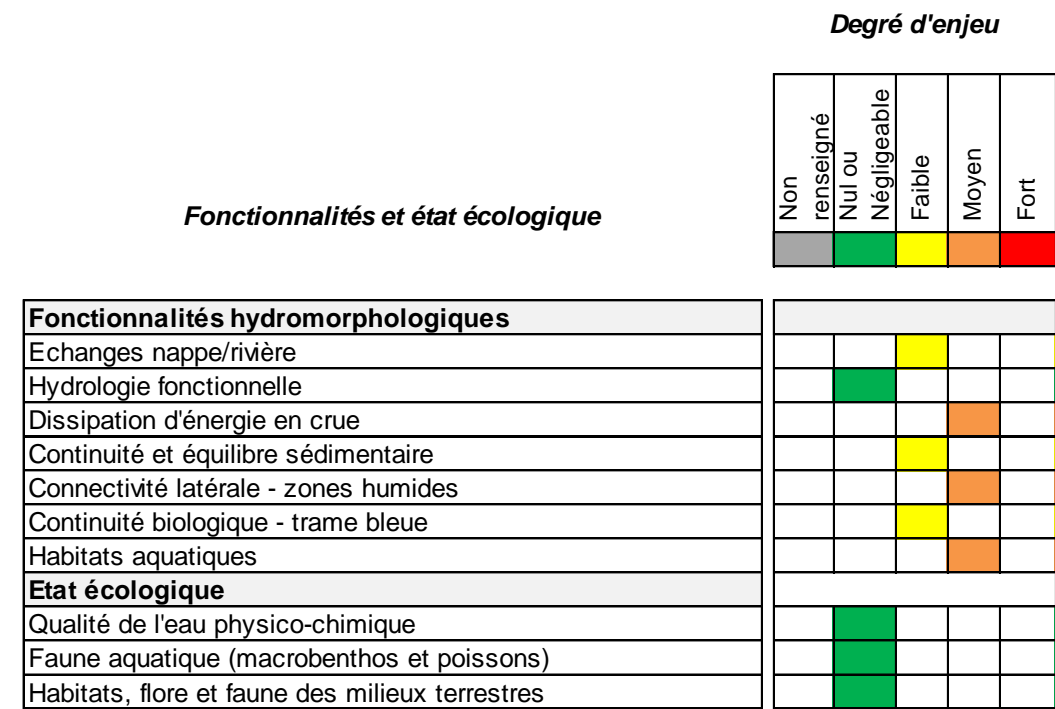 Degré d'enjeu
Non
renseigné
Nul ou
Négligeable
Faible
Moyen
Fort
Fonctionnalités et état écologique
Fonctionnalités hydromorphologiques
Echanges nappe/rivière
Hydrologie fonctionnelle
Dissipation d'énergie en crue
Continuité et équilibre sédimentaire
Connectivité latérale - zones humides
Continuité biologique - trame bleue
Habitats aquatiques
Etat écologique
Qualité de l'eau physico-chimique
Faune aquatique (macrobenthos et poissons)
Habitats, flore et faune des milieux terrestres